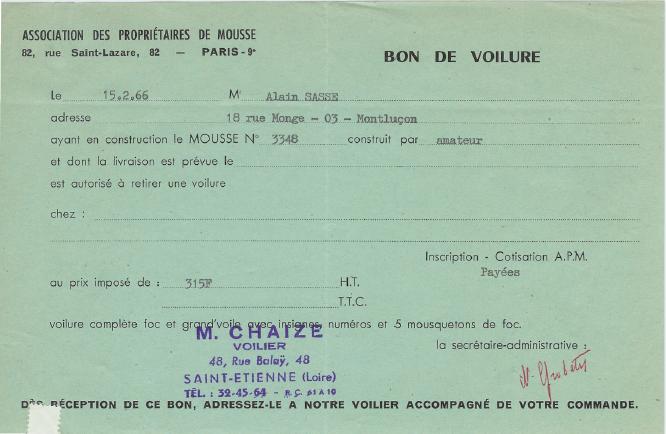 ASSOCIATION DES PROPRIÉTAIRES DE MOUSSE
82, rue Saint-Lazare, 82 — PARIS-9e
BON DE VOILURE
Le 15.2.66 Mr Alain SASSE
adresse 18 rue Monge - 03 - Montluçon
ayant en construction le MOUSSE N° 3348 construit par amateur
et dont la livraison est prévue le
est autorisé à retirer une voilure
chez :
Inscription - Cotisation A.P.M.
Payées
au prix imposé de : 315F H.T.
T.T.C.
voilure complète foc et grand'voile avec insignes, numéros et 5 mousquetons de foc.
la secrétaire-administrative :
M. CHAIZE
VOILIER
48, Rue Balaÿ, 48
SAINT-ETIENNE (Loire)
TÉL. : 32-45-64 - R. C. 61 A 10
DÈS RÉCEPTION DE CE BON, ADRESSEZ-LE A NOTRE VOILIER ACCOMPAGNÉ DE VOTRE COMMANDE.